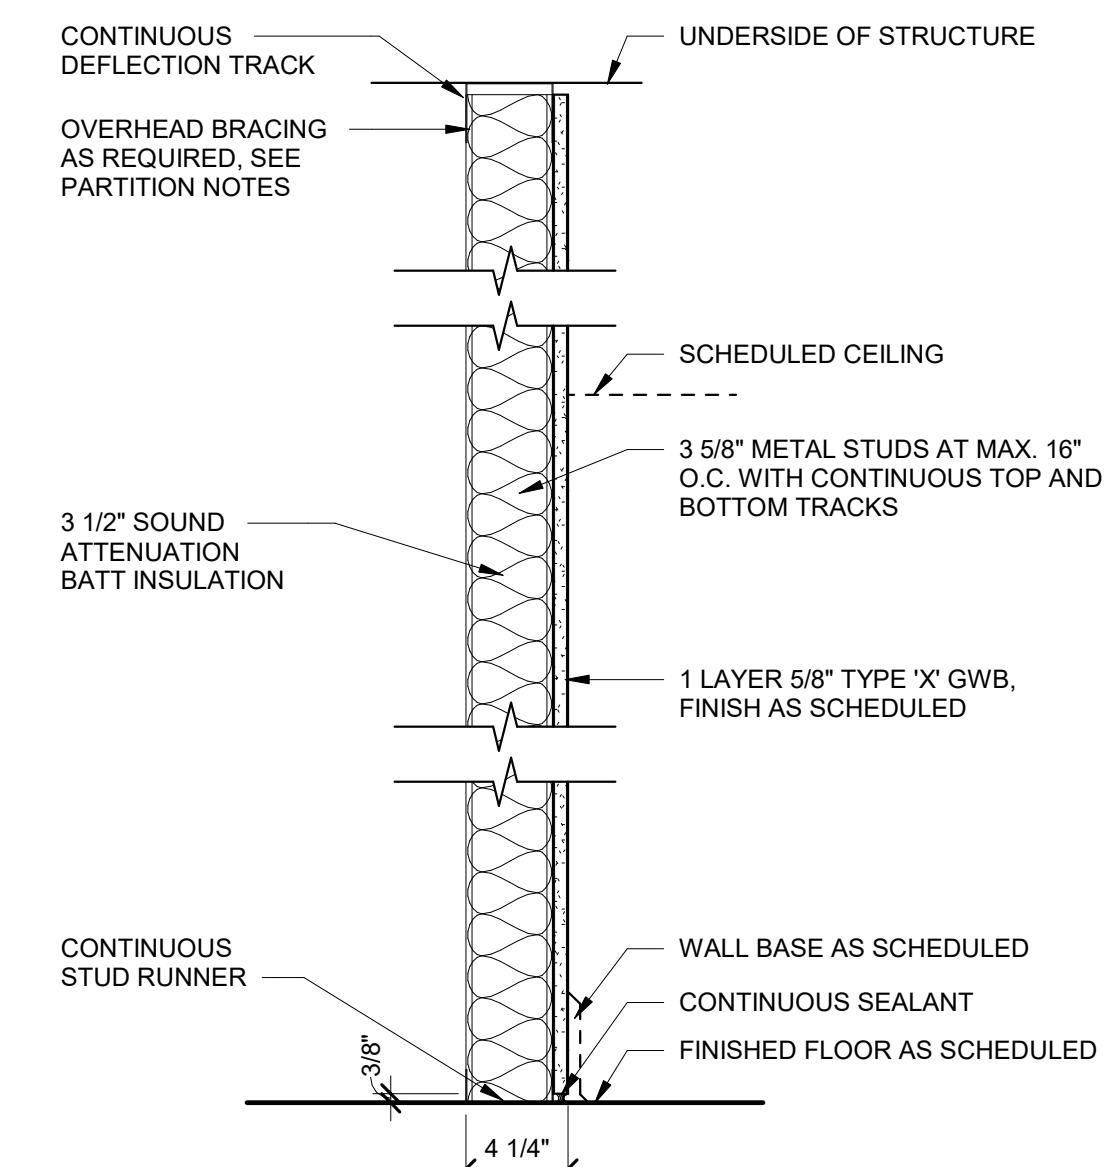 CONTINUOUS
DEFLECTION TRACK
UNDERSIDE OF STRUCTURE
OVERHEAD BRACING
AS REQUIRED, SEE
PARTITION NOTES
SCHEDULED CEILING
3 5/8" METAL STUDS AT MAX. 16"
O.C. WITH CONTINUOUS TOP AND
BOTTOM TRACKS
3 1/2" SOUND
ATTENUATION
BATT INSULATION
1 LAYER 5/8" TYPE 'X' GWB,
FINISH AS SCHEDULED
CONTINUOUS
STUD RUNNER
WALL BASE AS SCHEDULED
CONTINUOUS SEALANT
FINISHED FLOOR AS SCHEDULED
3/8"
4 1/4"